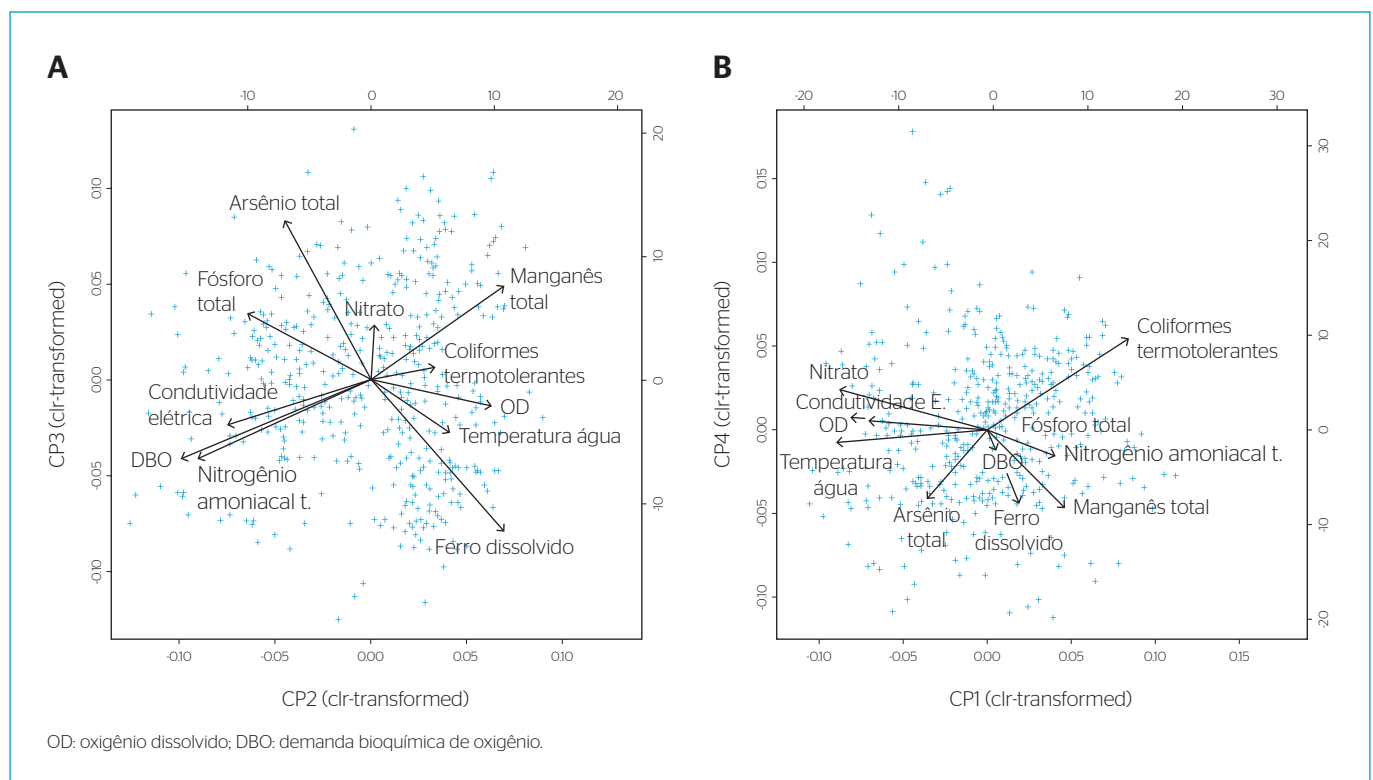 A
-10 0 10 20
20
10
0
-10
0.10
0.05
0.00
-0.05
-0.10
CP3 (clr-transformed)
Arsênio total
Fósforo
total
Nitrato
Manganês
total
Coliformes
termotolerantes
Condutividade
elétrica
OD
Temperatura água
DBO
Nitrogênio
amoniacal t.
Ferro dissolvido
-0.10 -0.05 0.00 0.05 0.10
CP2 (clr-transformed)
B
-20 -10 0 10 20 30
30
20
10
0
-10
-20
0.15
0.10
0.05
0.00
-0.05
-0.10
CP4 (clr-transformed)
Coliformes
termotolerantes
Nitrato
Condutividade E.
OD
Fósforo total
Temperatura
água
DBO
Nitrogênio amoniacal t.
Arsênio
total
Ferro
dissolvido
Manganês total
-0.10 -0.05 0.00 0.05 0.10 0.15
CP1 (clr-transformed)
OD: oxigênio dissolvido; DBO: demanda bioquímica de oxigênio.